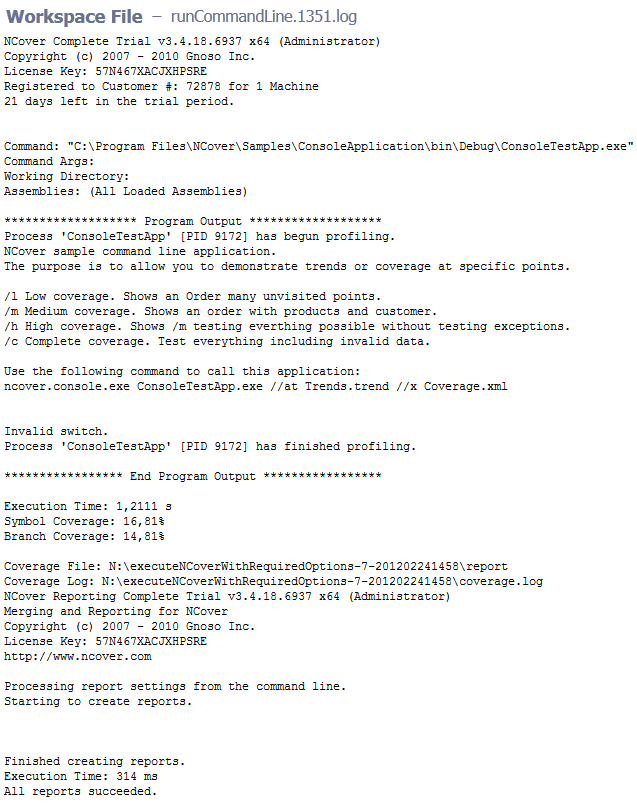 Workspace File – runCommandLine.1351.log
NCover Complete Trial v3.4.18.6937 x64 (Administrator)
Copyright (c) 2007 - 2010 Gnoso Inc.
License Key: 57N467XACJXHPSRE
Registered to Customer #: 72878 for 1 Machine
21 days left in the trial period.
Command: "C:\Program Files\NCover\Samples\ConsoleApplication\bin\Debug\ConsoleTestApp.exe"
Command Args:
Working Directory:
Assemblies: (All Loaded Assemblies)
******************* Program Output *******************
Process 'ConsoleTestApp' [PID 9172] has begun profiling.
NCover sample command line application.
The purpose is to allow you to demonstrate trends or coverage at specific points.
/l Low coverage. Shows an Order many unvisited points.
/m Medium coverage. Shows an order with products and customer.
/h High coverage. Shows /m testing everthing possible without testing exceptions.
/c Complete coverage. Test everything including invalid data.
Use the following command to call this application:
ncover.console.exe ConsoleTestApp.exe //at Trends.trend //x Coverage.xml
Invalid switch.
Process 'ConsoleTestApp' [PID 9172] has finished profiling.
***************** End Program Output *****************
Execution Time: 1,2111 s
Symbol Coverage: 16,81%
Branch Coverage: 14,81%
Coverage File: N:\executeNCoverWithRequiredOptions-7-201202241458\report
Coverage Log: N:\executeNCoverWithRequiredOptions-7-201202241458\coverage.log
NCover Reporting Complete Trial v3.4.18.6937 x64 (Administrator)
Merging and Reporting for NCover
Copyright (c) 2007 - 2010 Gnoso Inc.
License Key: 57N467XACJXHPSRE
http://www.ncover.com
Processing report settings from the command line.
Starting to create reports.
Finished creating reports.
Execution Time: 314 ms
All reports succeeded.